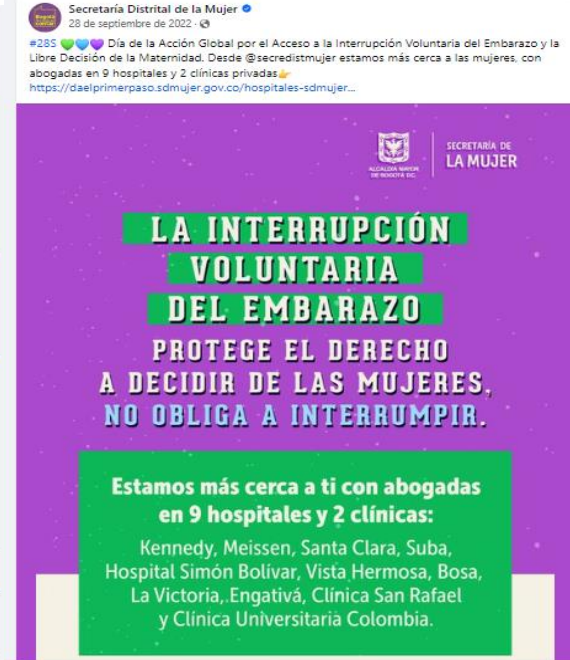 Secretaría Distrital de la Mujer
28 de septiembre de 2022 ·
#28S 💚💜💙 Día de la Acción Global por el Acceso a la Interrupción Voluntaria del Embarazo y la
Libre Decisión de la Maternidad. Desde @secredistmujer estamos más cerca a las mujeres, con
abogadas en 9 hospitales y 2 clínicas privadas👉
https://daelprimerpaso.sdmujer.gov.co/hospitales-sdmujer...
ALCALDÍA MAYOR
DE BOGOTÁ D.C.
SECRETARÍA DE
LA MUJER
LA INTERRUPCIÓN
VOLUNTARIA
DEL EMBARAZO
PROTEGE EL DERECHO
A DECIDIR DE LAS MUJERES,
NO OBLIGA A INTERRUMPIR.
Estamos más cerca a ti con abogadas
en 9 hospitales y 2 clínicas:
Kennedy, Meissen, Santa Clara, Suba,
Hospital Simón Bolívar, Vista Hermosa, Bosa,
La Victoria,.Engativá, Clínica San Rafael
y Clínica Universitaria Colombia.